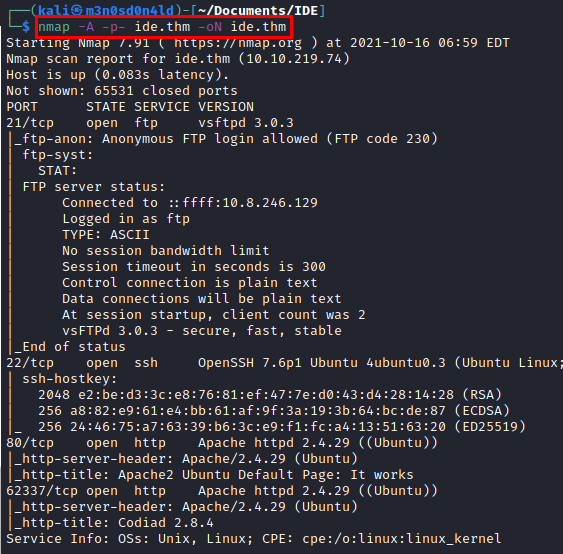 ┌──(kali㉿m3n0sd0n4ld)-[~/Documents/IDE]
└─$ nmap -A -p- ide.thm -oN ide.thm
Starting Nmap 7.91 ( https://nmap.org ) at 2021-10-16 06:59 EDT
Nmap scan report for ide.thm (10.10.219.74)
Host is up (0.083s latency).
Not shown: 65531 closed ports
PORT      STATE SERVICE VERSION
21/tcp    open  ftp     vsftpd 3.0.3
|_ftp-anon: Anonymous FTP login allowed (FTP code 230)
| ftp-syst:
|   STAT:
| FTP server status:
|      Connected to ::ffff:10.8.246.129
|      Logged in as ftp
|      TYPE: ASCII
|      No session bandwidth limit
|      Session timeout in seconds is 300
|      Control connection is plain text
|      Data connections will be plain text
|      At session startup, client count was 2
|      vsFTPd 3.0.3 - secure, fast, stable
|_End of status
22/tcp    open  ssh     OpenSSH 7.6p1 Ubuntu 4ubuntu0.3 (Ubuntu Linux;
| ssh-hostkey:
|   2048 e2:be:d3:3c:e8:76:81:ef:47:7e:d0:43:d4:28:14:28 (RSA)
|   256 a8:82:e9:61:e4:bb:61:af:9f:3a:19:3b:64:bc:de:87 (ECDSA)
|_  256 24:46:75:a7:63:39:b6:3c:e9:f1:fc:a4:13:51:63:20 (ED25519)
80/tcp    open  http    Apache httpd 2.4.29 ((Ubuntu))
|_http-server-header: Apache/2.4.29 (Ubuntu)
|_http-title: Apache2 Ubuntu Default Page: It works
62337/tcp open  http    Apache httpd 2.4.29 ((Ubuntu))
|_http-server-header: Apache/2.4.29 (Ubuntu)
|_http-title: Codiad 2.8.4
Service Info: OSs: Unix, Linux; CPE: cpe:/o:linux:linux_kernel